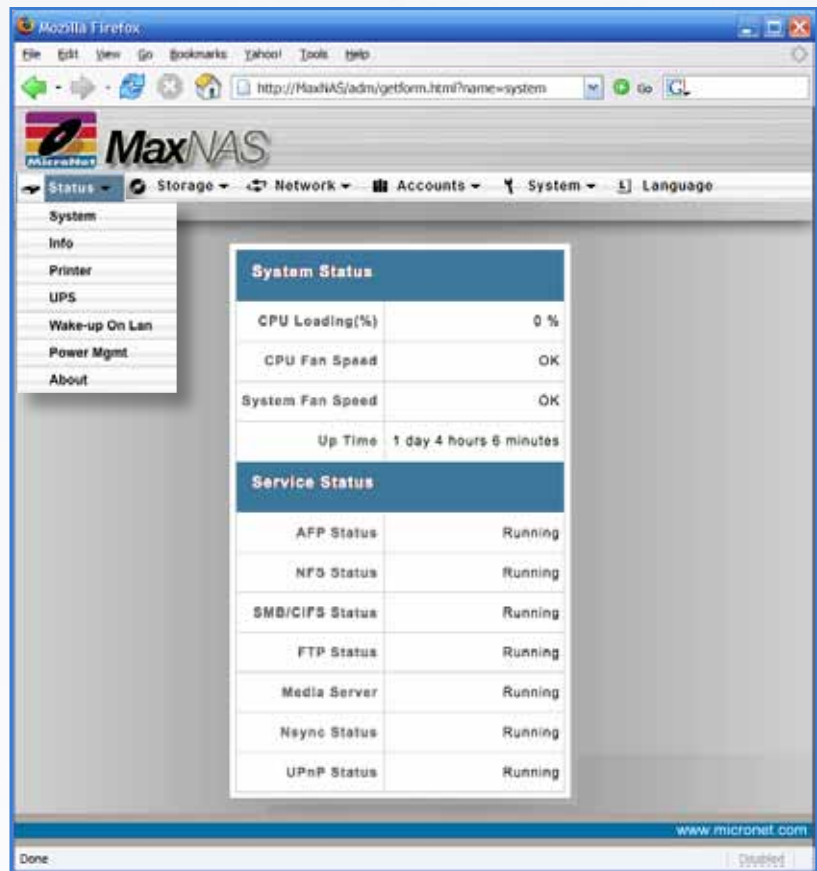 Mozilla Firefox
File Edit View Go Bookmarks Yahoo! Tools Help
http://MaxNAS/adm/getform.html?name=system Go G
MicroNet MaxNAS
Status Storage Network Accounts System Language
System
Info
Printer
UPS
Wake-up On Lan
Power Mgmt
About
System Status
CPU Loading(%) 0 %
CPU Fan Speed OK
System Fan Speed OK
Up Time 1 day 4 hours 6 minutes
Service Status
AFP Status Running
NFS Status Running
SMB/CIFS Status Running
FTP Status Running
Media Server Running
Nsync Status Running
UPnP Status Running
www.micronet.com
Done Disabled